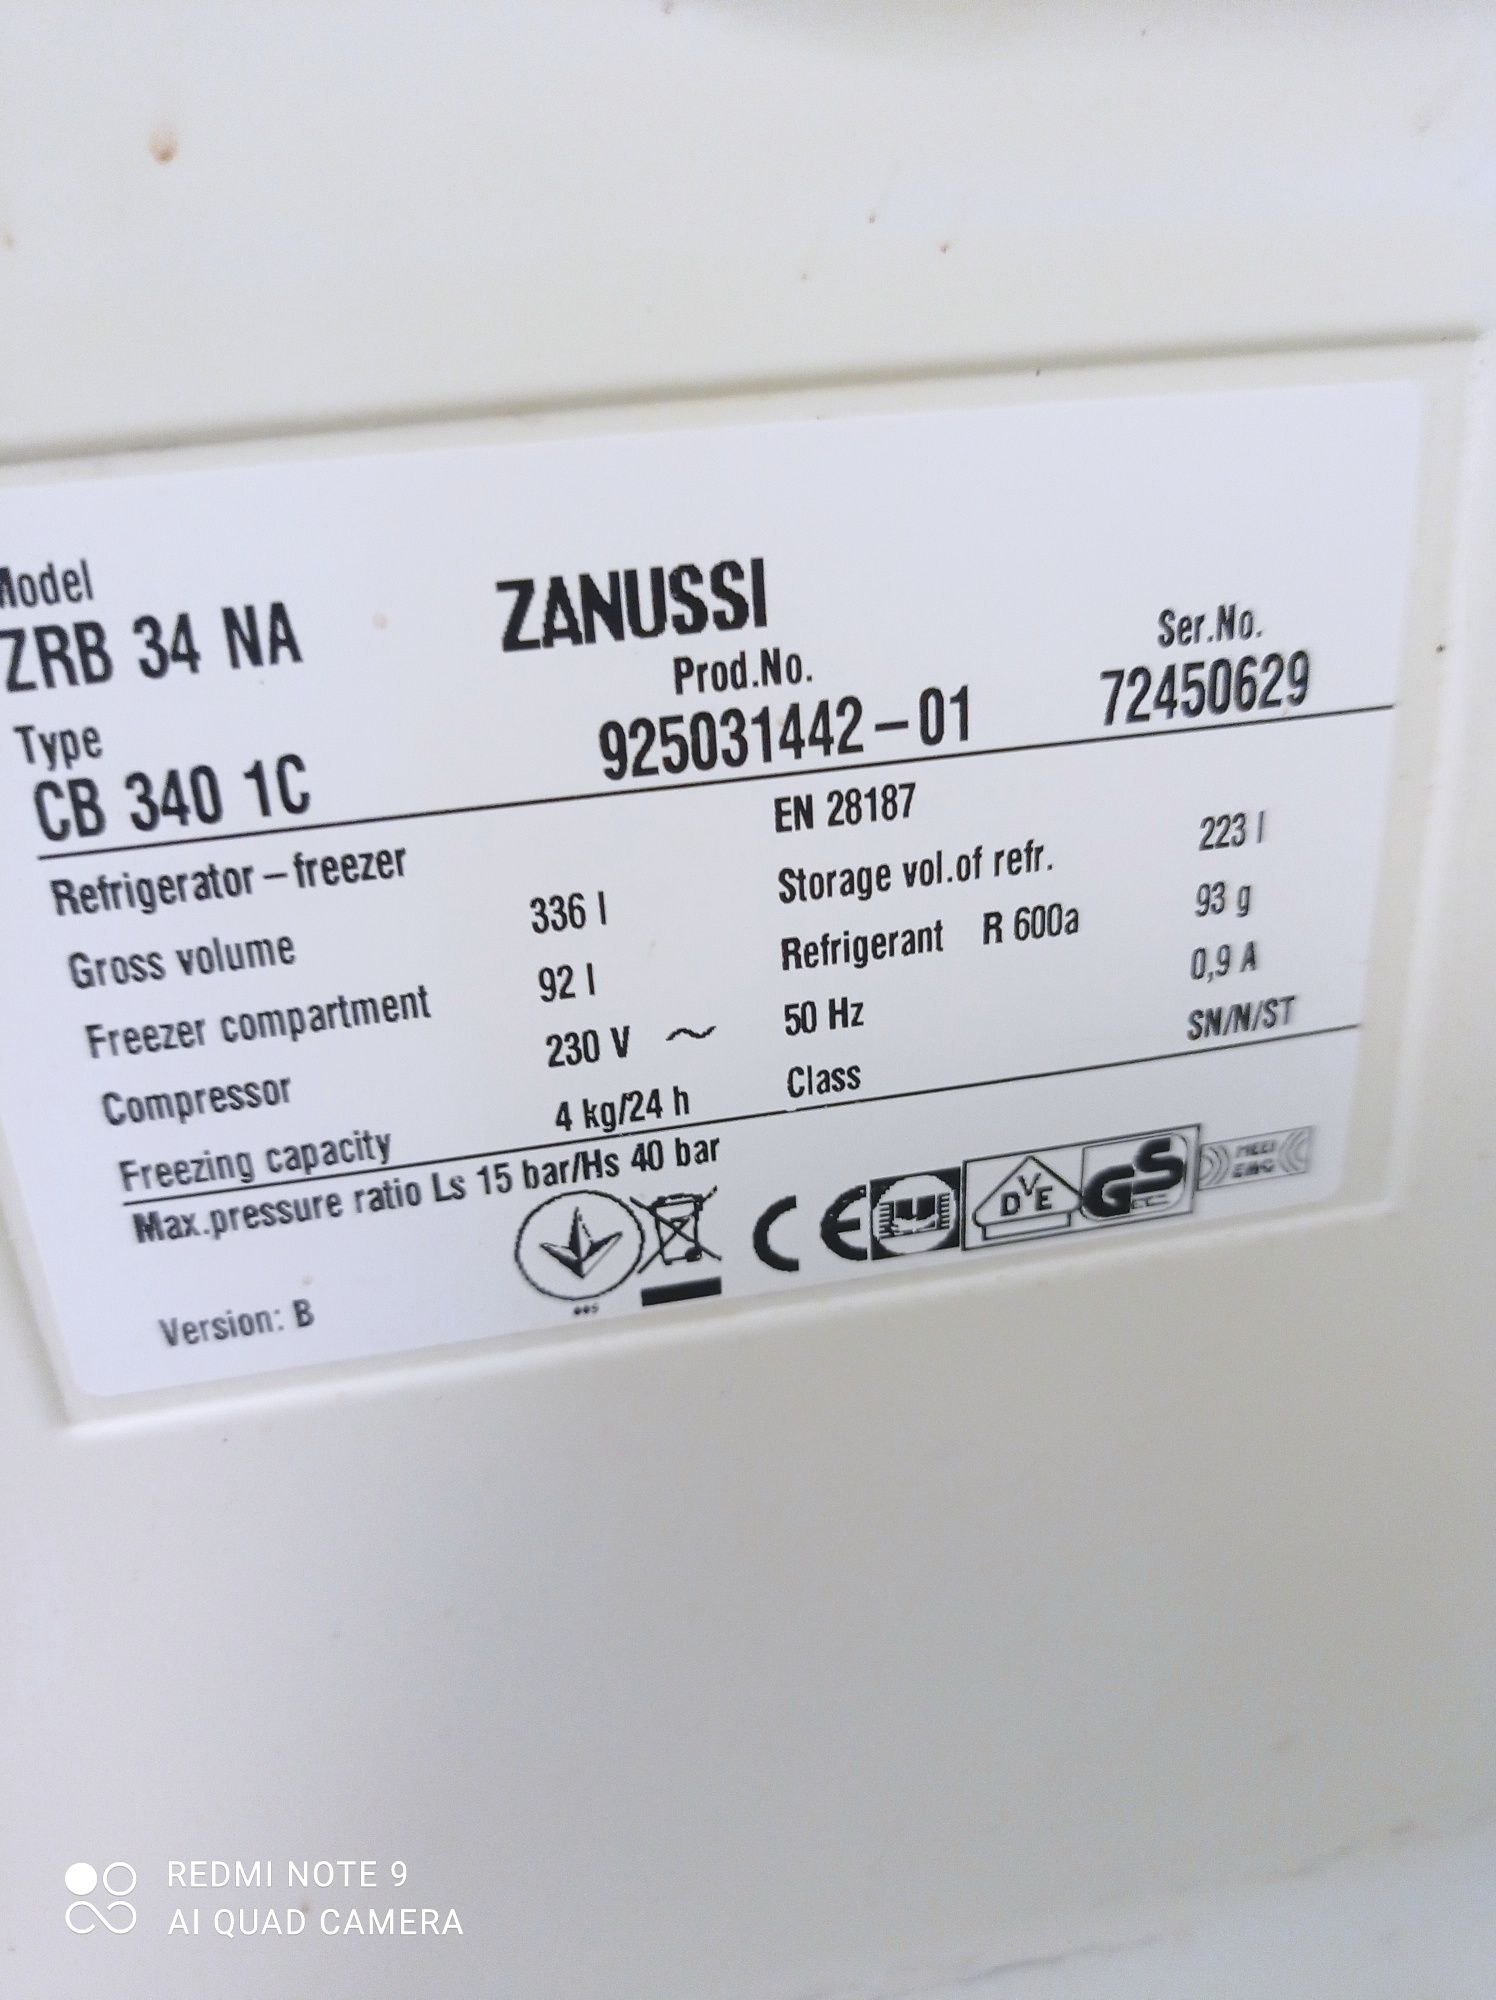 Model
ZRB 34 NA
ZANUSSI
Type
CB 340 1C
Prod.No.
925031442-01
Ser.No.
72450629
Refrigerator-freezer
EN 28187
Gross volume 336 l
Storage vol.of refr. 223 l
Freezer compartment 92 l
Refrigerant R 600a 93 g
Compressor 230 V ~
50 Hz 0,9 A
Freezing capacity 4 kg/24 h
Class SN/N/ST
Max.pressure ratio Ls 15 bar/Hs 40 bar
CE
DVE
GS
Version: B
REDMI NOTE 9
AI QUAD CAMERA